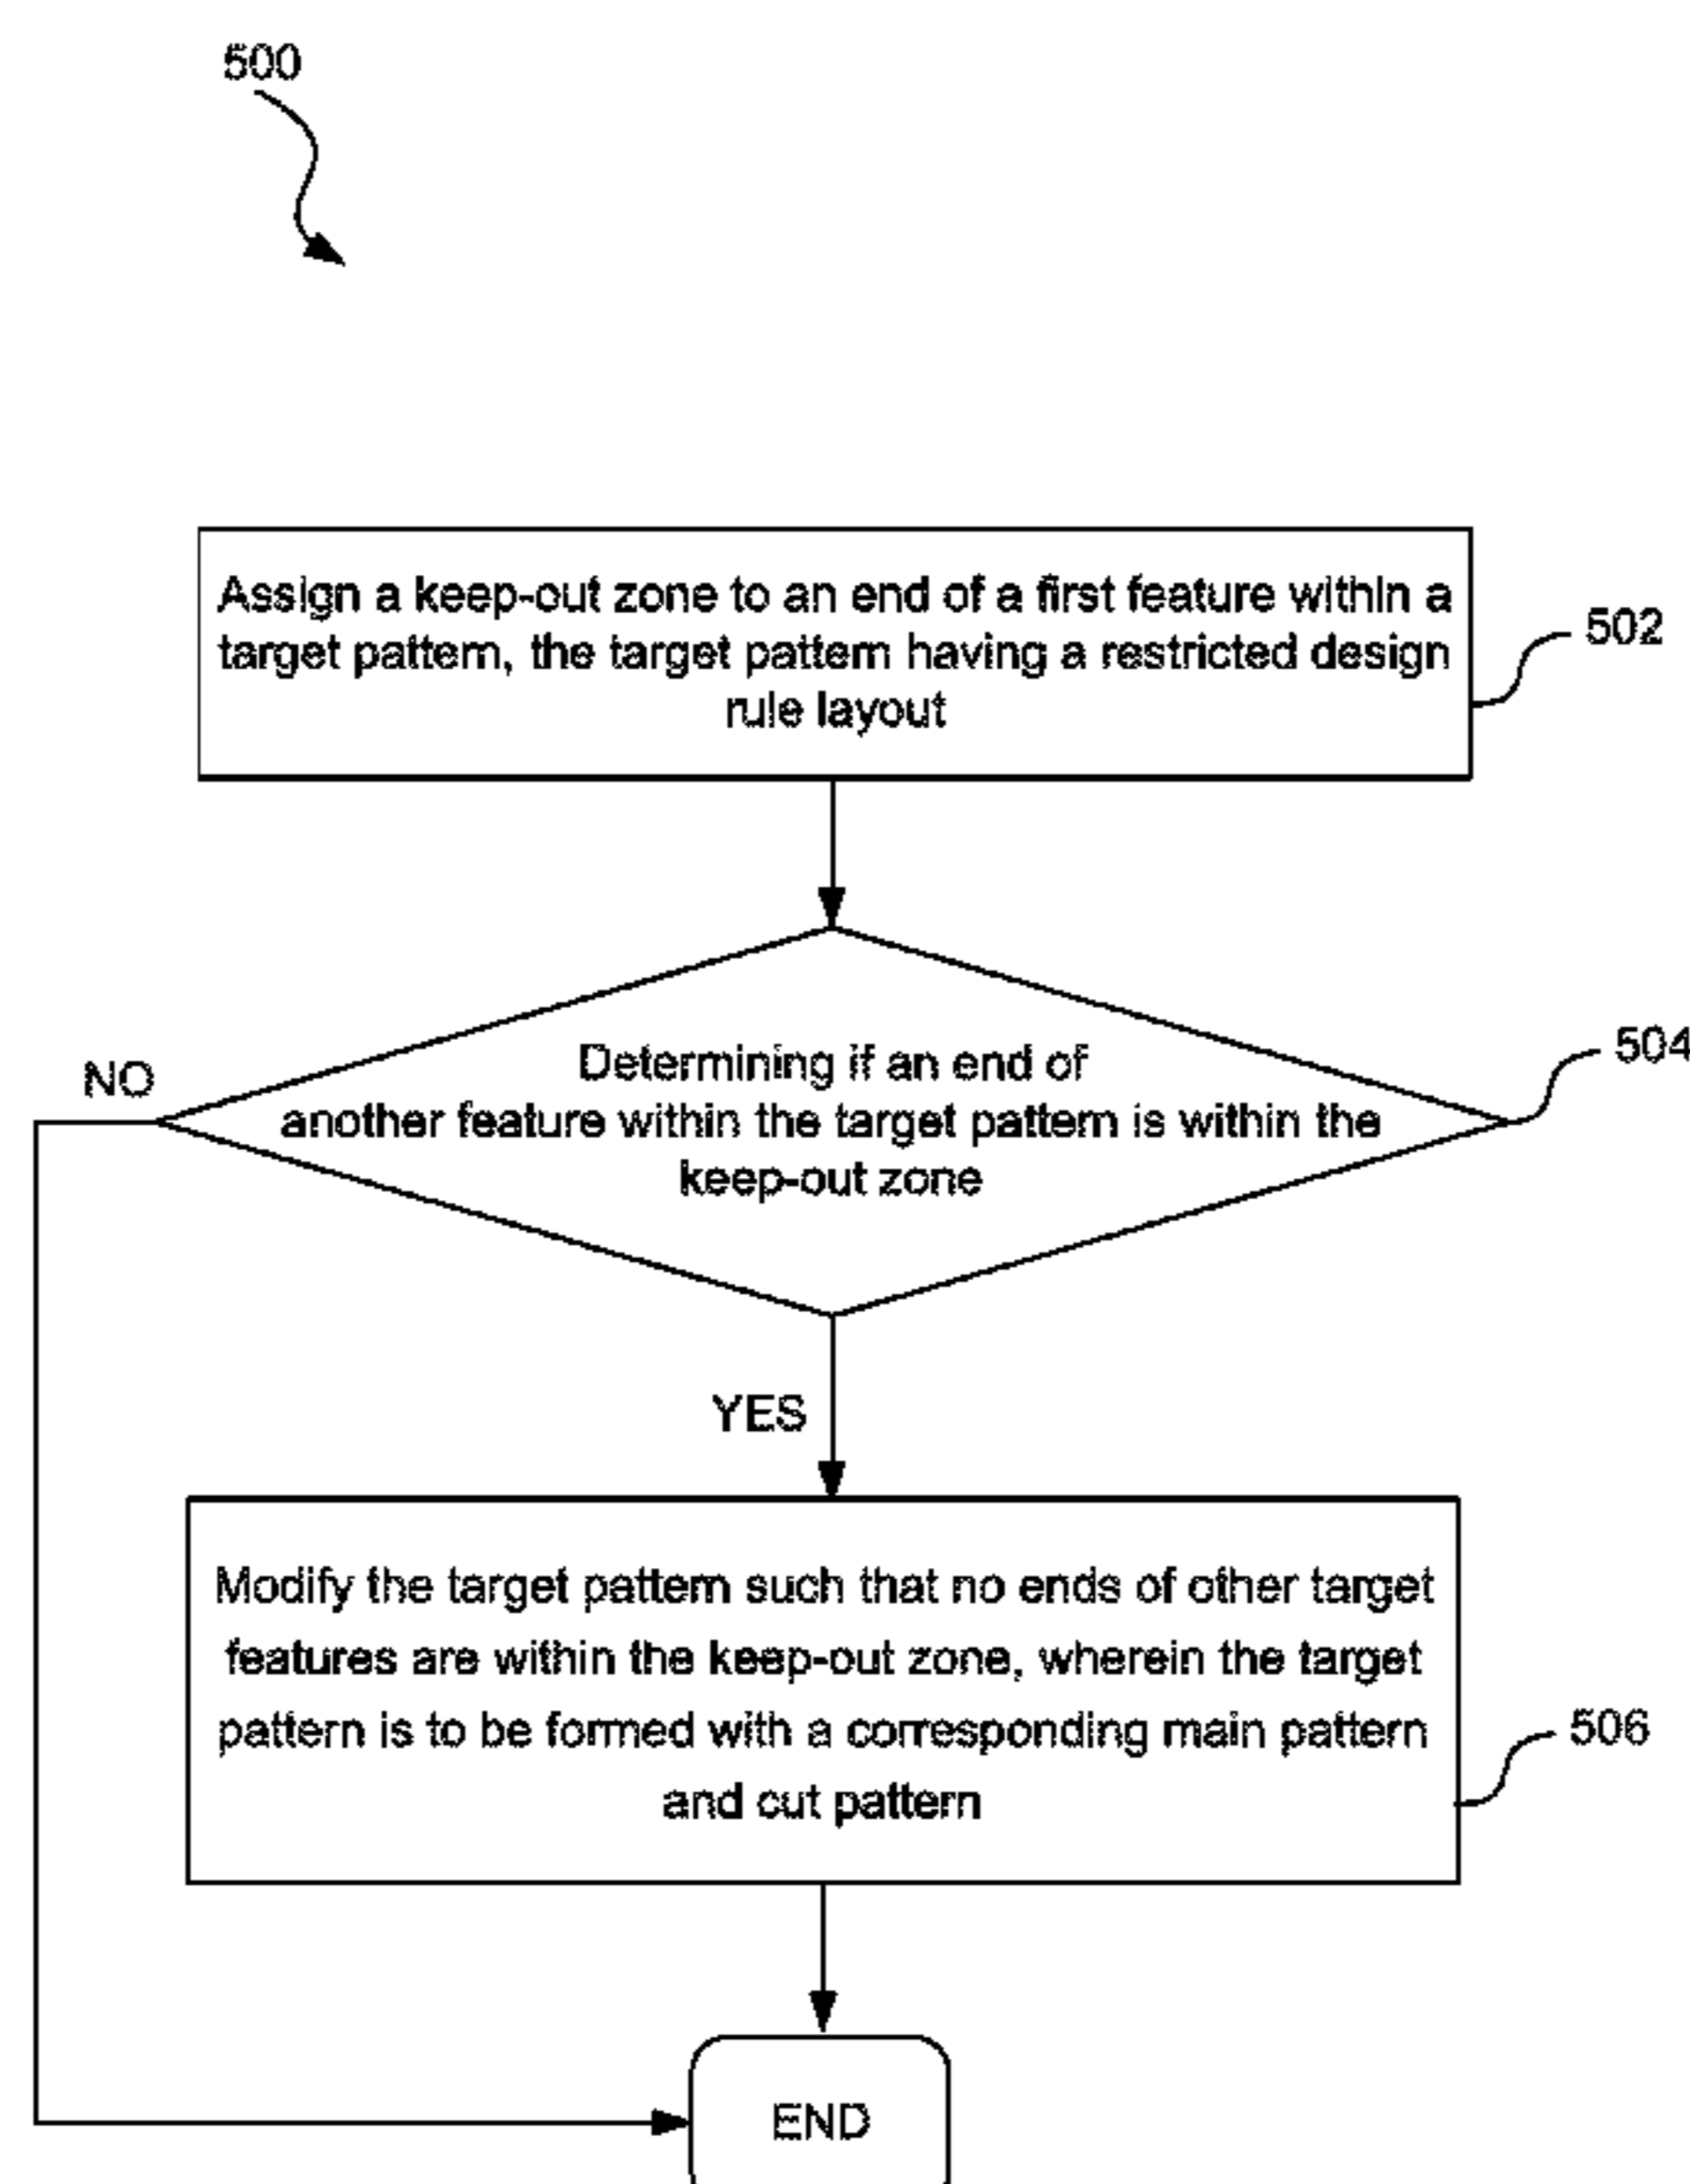 500
Assign a keep-out zone to an end of a first feature within a
target pattern, the target pattern having a restricted design
rule layout
502
Determining if an end of
another feature within the target pattern is within the
keep-out zone
504
NO
YES
Modify the target pattern such that no ends of other target
features are within the keep-out zone, wherein the target
pattern is to be formed with a corresponding main pattern
and cut pattern
506
END